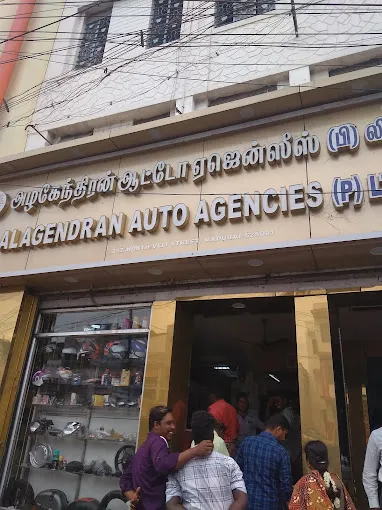 அழகேந்திரன் ஆட்டோ ஏஜென்ஸீஸ் (பி) லி
ALAGENDRAN AUTO AGENCIES (P)